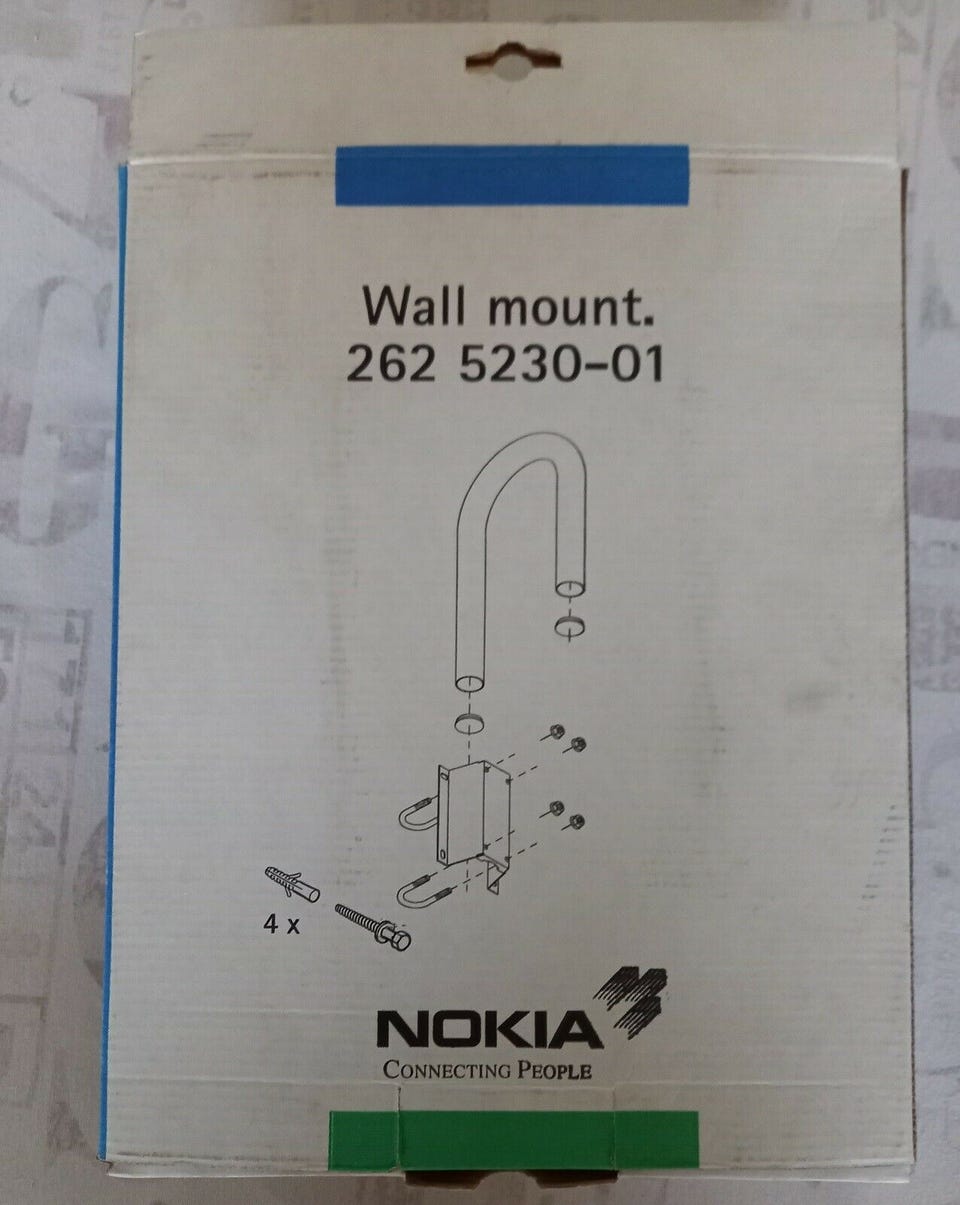 Wall mount.
262 5230-01
4 x
NOKIA
CONNECTING PEOPLE